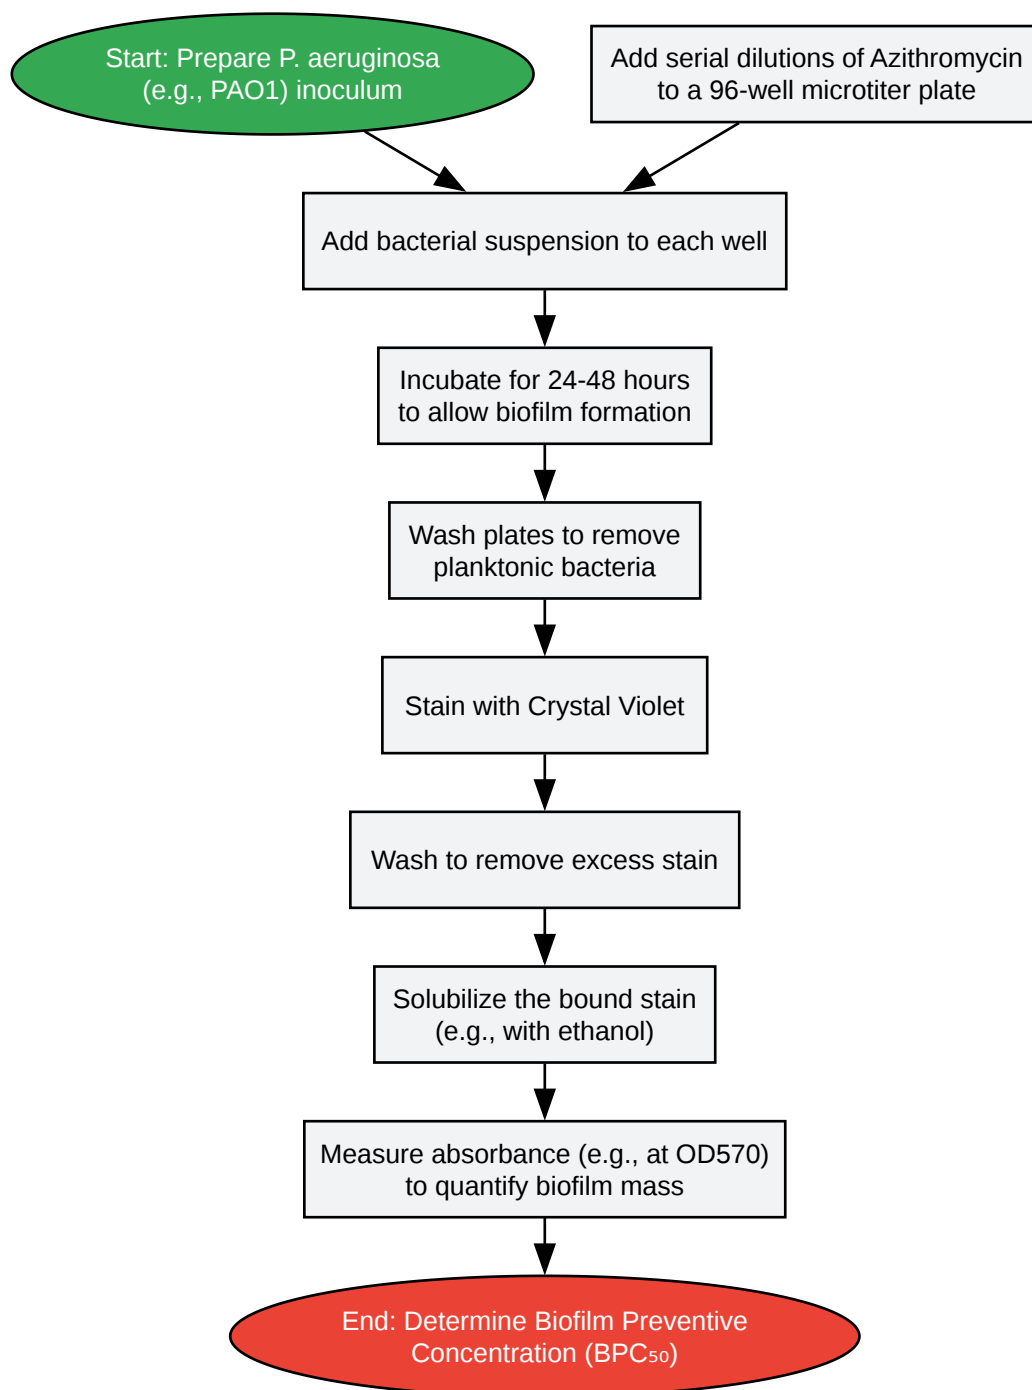 Start: Prepare P. aeruginosa
(e.g., PAO1) inoculum
Add serial dilutions of Azithromycin
to a 96-well microtiter plate
Add bacterial suspension to each well
Incubate for 24-48 hours
to allow biofilm formation
Wash plates to remove
planktonic bacteria
Stain with Crystal Violet
Wash to remove excess stain
Solubilize the bound stain
(e.g., with ethanol)
Measure absorbance (e.g., at OD570)
to quantify biofilm mass
End: Determine Biofilm Preventive
Concentration (BPC₅₀)